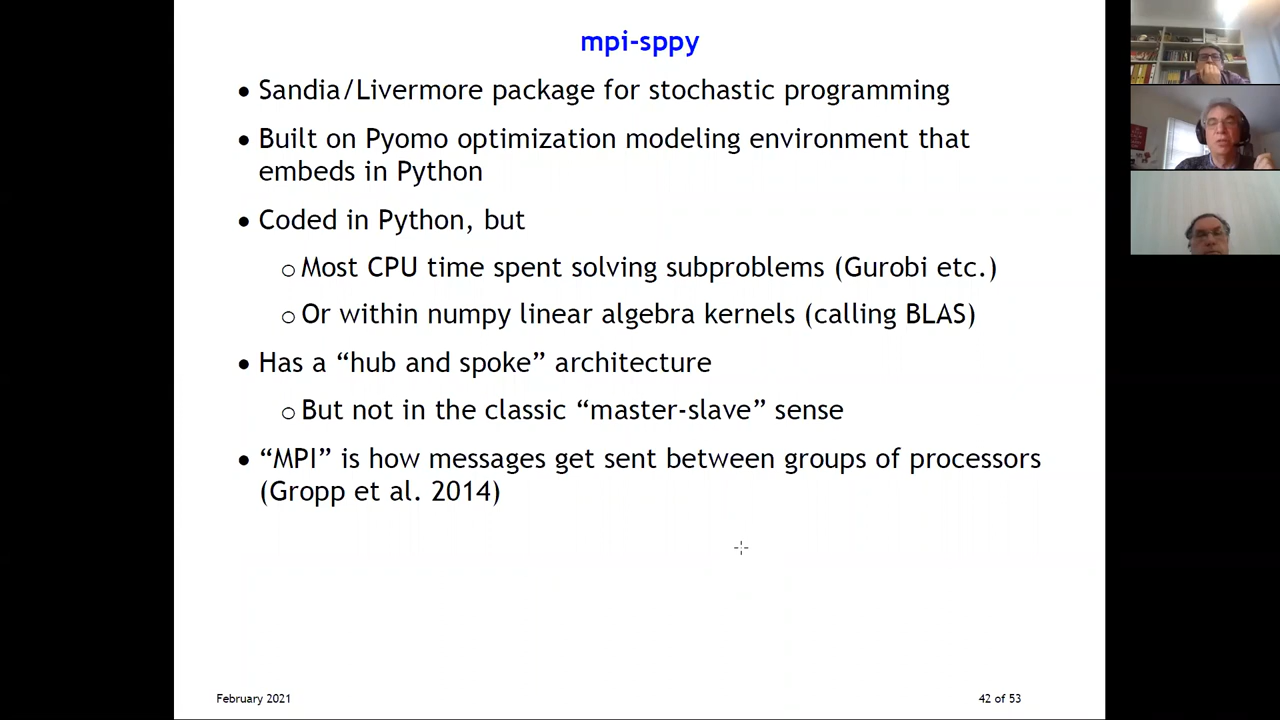 mpi-sppy
• Sandia/Livermore package for stochastic programming
• Built on Pyomo optimization modeling environment that
embeds in Python
• Coded in Python, but
○ Most CPU time spent solving subproblems (Gurobi etc.)
○ Or within numpy linear algebra kernels (calling BLAS)
• Has a “hub and spoke” architecture
○ But not in the classic “master-slave” sense
• “MPI” is how messages get sent between groups of processors
(Gropp et al. 2014)
February 2021
42 of 53